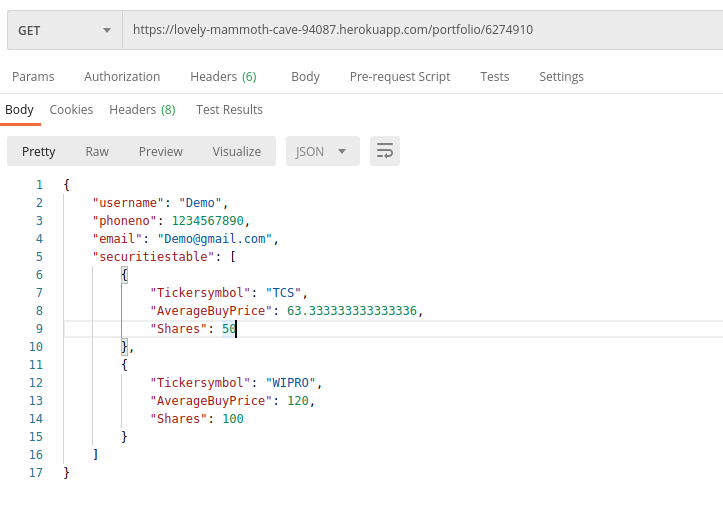 GET https://lovely-mammoth-cave-94087.herokuapp.com/portfolio/6274910
Params Authorization Headers (6) Body Pre-request Script Tests Settings
Body Cookies Headers (8) Test Results
Pretty Raw Preview Visualize JSON
1 {
2 "username": "Demo",
3 "phoneno": 1234567890,
4 "email": "Demo@gmail.com",
5 "securitiestable": [
6 {
7 "Tickersymbol": "TCS",
8 "AverageBuyPrice": 63.333333333333336,
9 "Shares": 50
10 },
11 {
12 "Tickersymbol": "WIPRO",
13 "AverageBuyPrice": 120,
14 "Shares": 100
15 }
16 ]
17 }